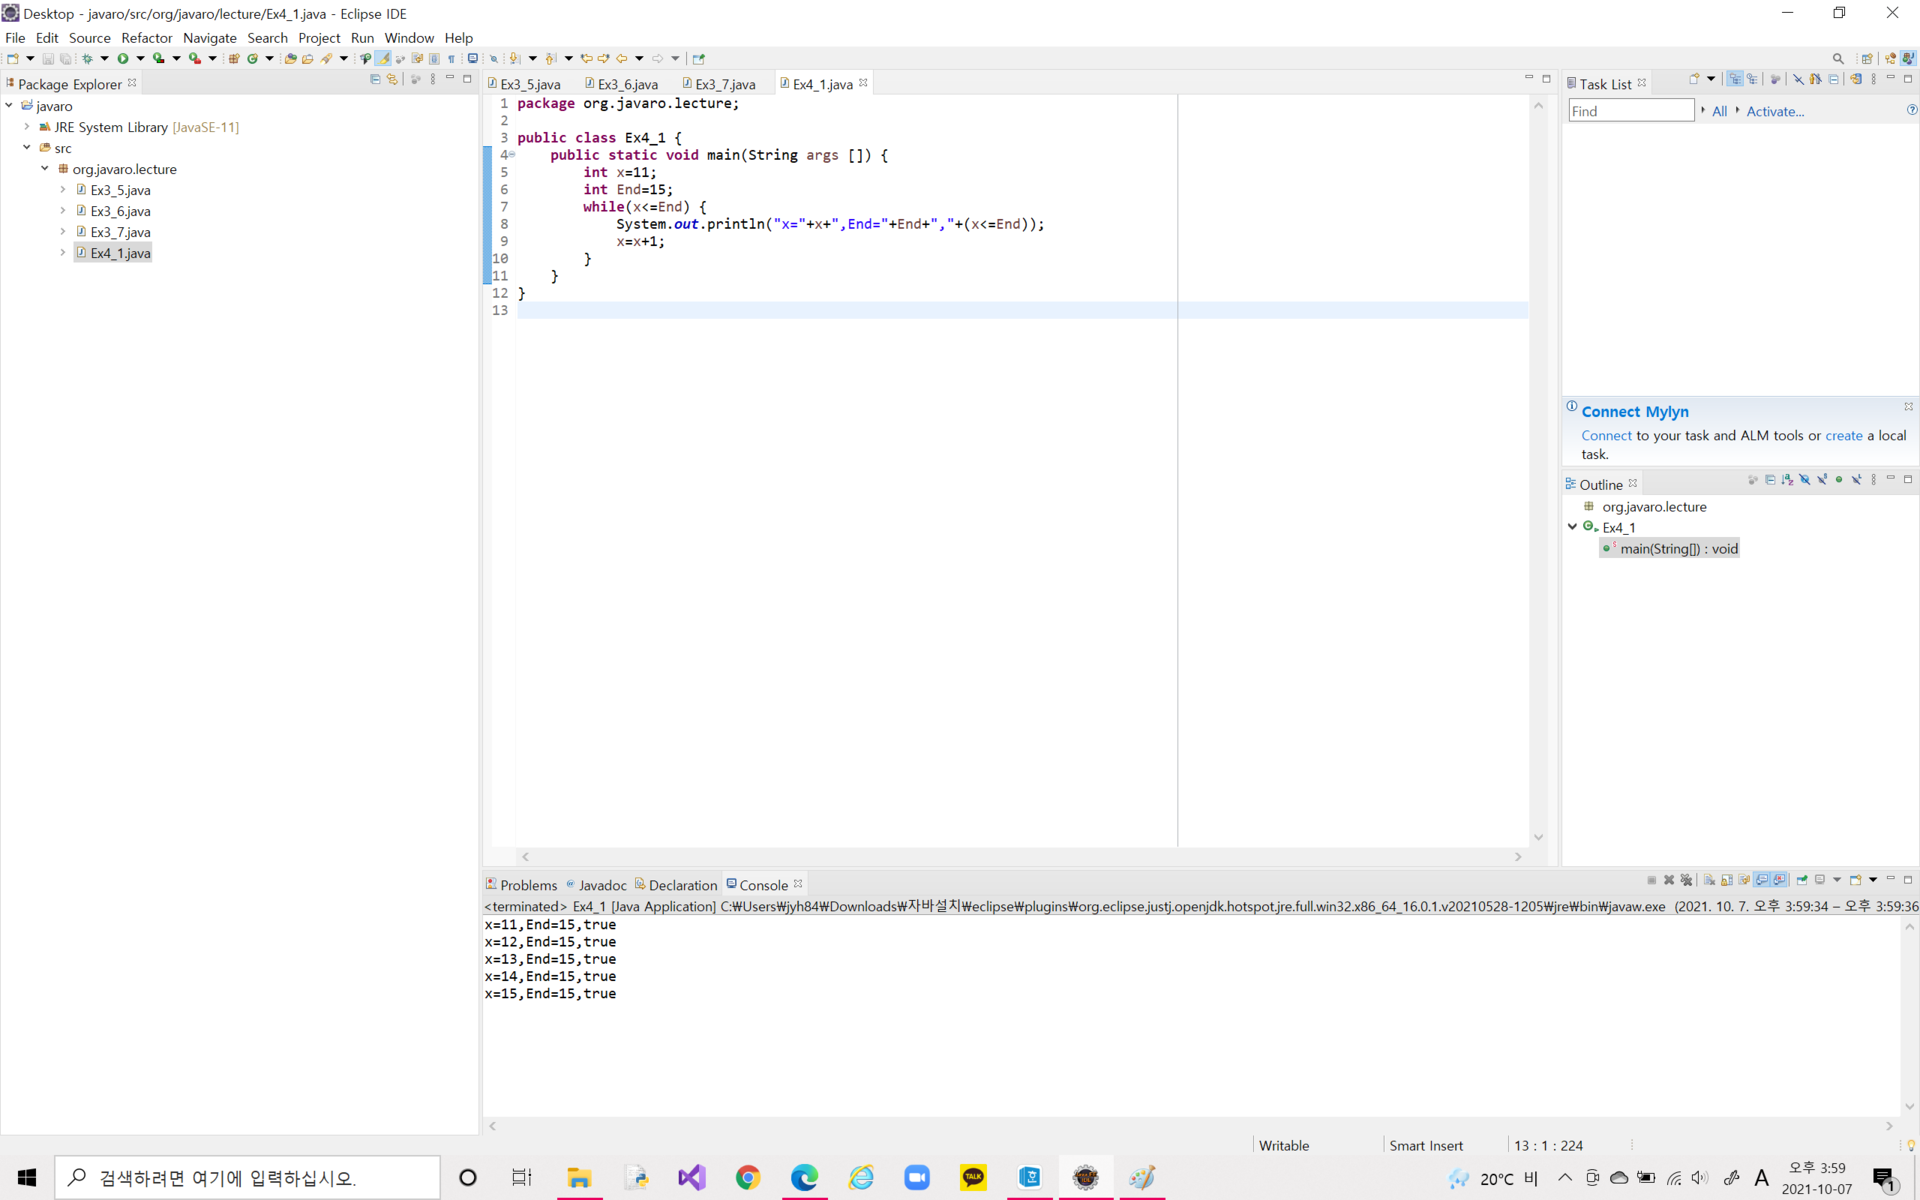 Desktop - javaro/src/org/javaro/lecture/Ex4_1.java - Eclipse IDE
File Edit Source Refactor Navigate Search Project Run Window Help
Package Explorer
javaro
JRE System Library [JavaSE-11]
src
org.javaro.lecture
Ex3_5.java
Ex3_6.java
Ex3_7.java
Ex4_1.java
Ex3_5.java Ex3_6.java Ex3_7.java Ex4_1.java
1 package org.javaro.lecture;
2
3 public class Ex4_1 {
4 public static void main(String args []) {
5 int x=11;
6 int End=15;
7 while(x<=End) {
8 System.out.println("x="+x+",End="+End+","+(x<=End));
9 x=x+1;
10 }
11 }
12 }
13
Task List
Find All Activate...
Connect Mylyn
Connect to your task and ALM tools or create a local
task.
Outline
org.javaro.lecture
Ex4_1
main(String[]) : void
Problems Javadoc Declaration Console
<terminated> Ex4_1 [Java Application] C:₩Users₩jyh84₩Downloads₩자바설치₩eclipse₩plugins₩org.eclipse.justj.openjdk.hotspot.jre.full.win32.x86_64_16.0.1.v20210528-1205₩jre₩bin₩javaw.exe (2021. 10. 7. 오후 3:59:34 – 오후 3:59:36
x=11,End=15,true
x=12,End=15,true
x=13,End=15,true
x=14,End=15,true
x=15,End=15,true
Writable Smart Insert 13 : 1 : 224
검색하려면 여기에 입력하십시오.
TALK
20°C 비
A
오후 3:59
2021-10-07
1